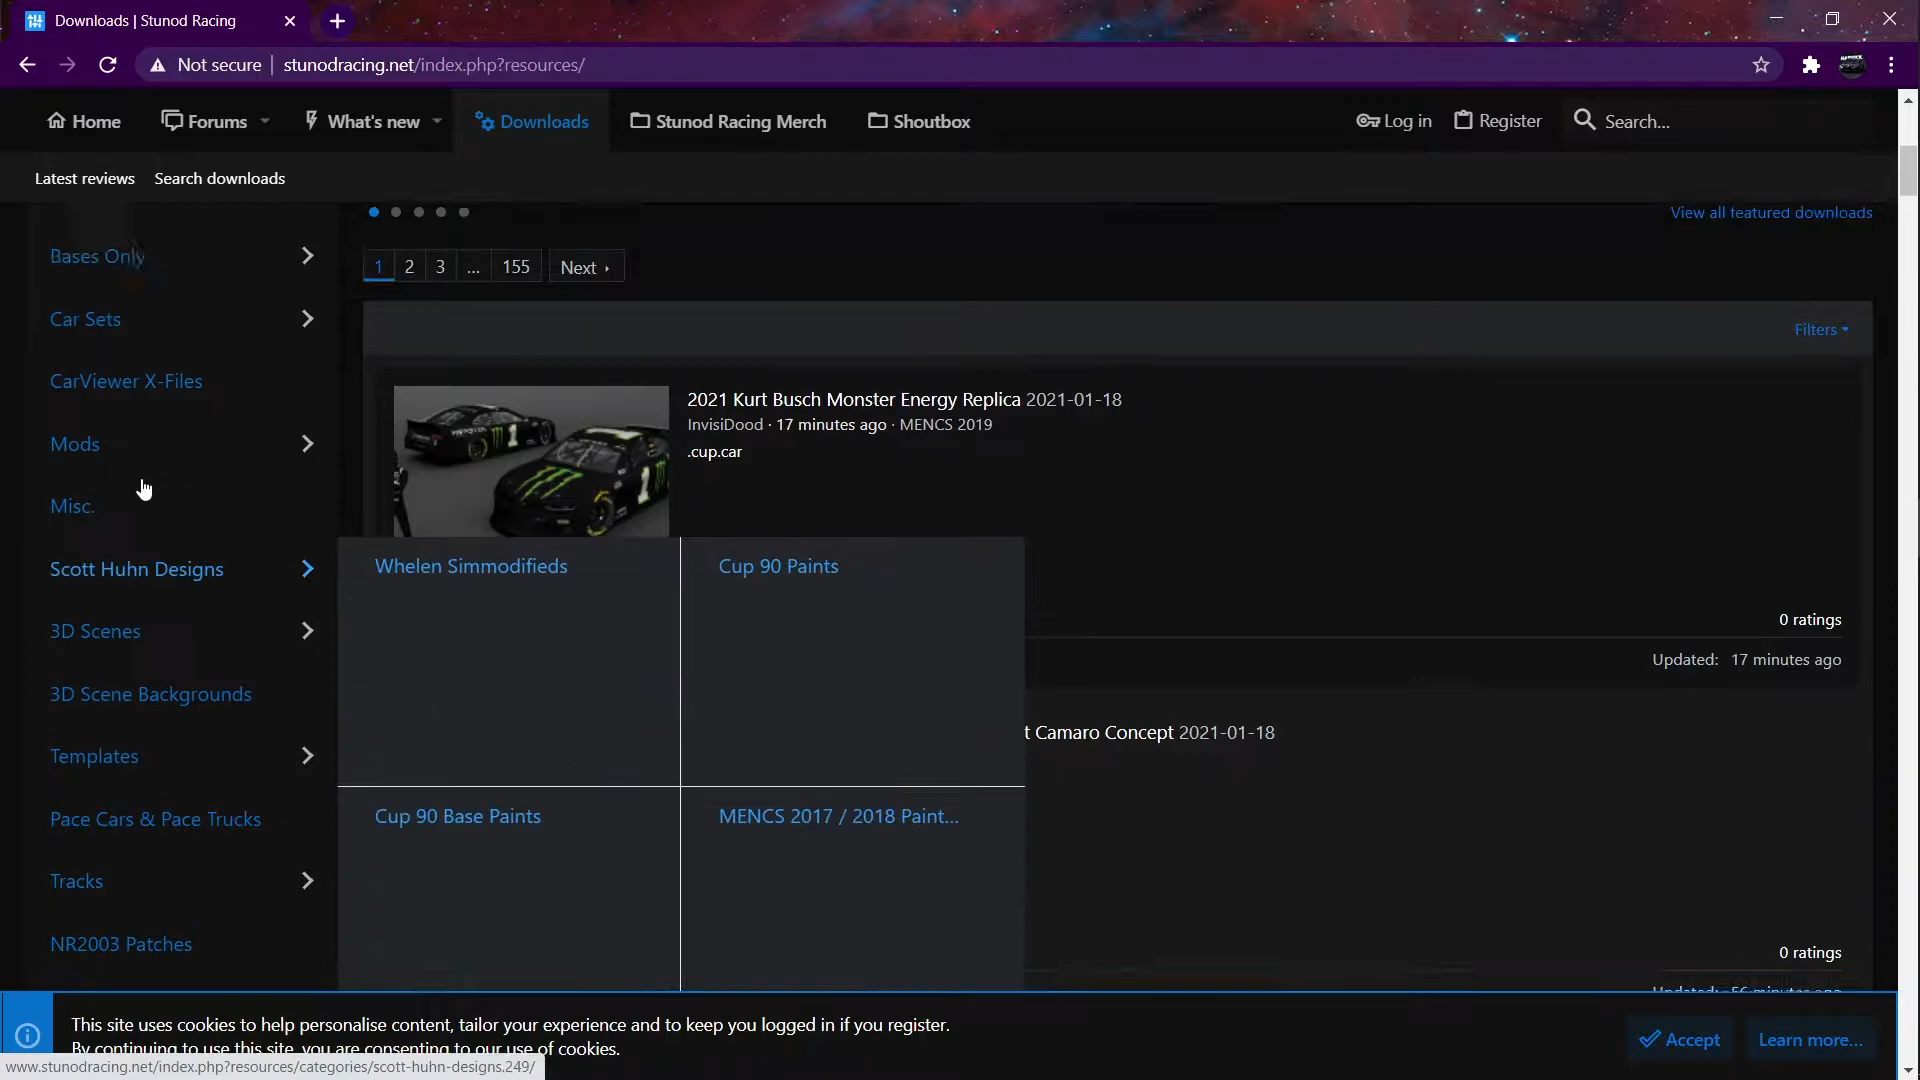 Downloads | Stunod Racing
Not secure
stunodracing.net/index.php?resources/
Home
Forums
What's new
Downloads
Stunod Racing Merch
Shoutbox
Log in
Register
Search...
Latest reviews
Search downloads
View all featured downloads
Bases Only
1 2 3 ... 155 Next
Car Sets
Filters
CarViewer X-Files
2021 Kurt Busch Monster Energy Replica 2021-01-18
InvisiDood · 17 minutes ago · MENCS 2019
.cup.car
Mods
Misc.
Scott Huhn Designs
Whelen Simmodifieds
Cup 90 Paints
0 ratings
3D Scenes
Updated: 17 minutes ago
3D Scene Backgrounds
t Camaro Concept 2021-01-18
Templates
Pace Cars & Pace Trucks
Cup 90 Base Paints
MENCS 2017 / 2018 Paint...
Tracks
NR2003 Patches
0 ratings
Updated: 56 minutes ago
This site uses cookies to help personalise content, tailor your experience and to keep you logged in if you register.
By continuing to use this site, you are consenting to our use of cookies.
Accept
Learn more...
www.stunodracing.net/index.php?resources/categories/scott-huhn-designs.249/